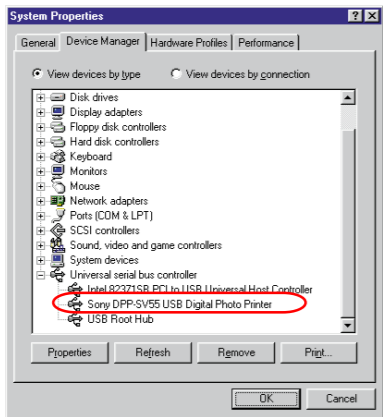 System Properties
General Device Manager Hardware Profiles Performance
View devices by type View devices by connection
Disk drives
Display adapters
Floppy disk controllers
Hard disk controllers
Keyboard
Monitors
Mouse
Network adapters
Ports (COM & LPT)
SCSI controllers
Sound, video and game controllers
System devices
Universal serial bus controller
Intel 82371SB PCI to USB Universal Host Controller
Sony DPP-SV55 USB Digital Photo Printer
USB Root Hub
Properties Refresh Remove Print...
OK Cancel